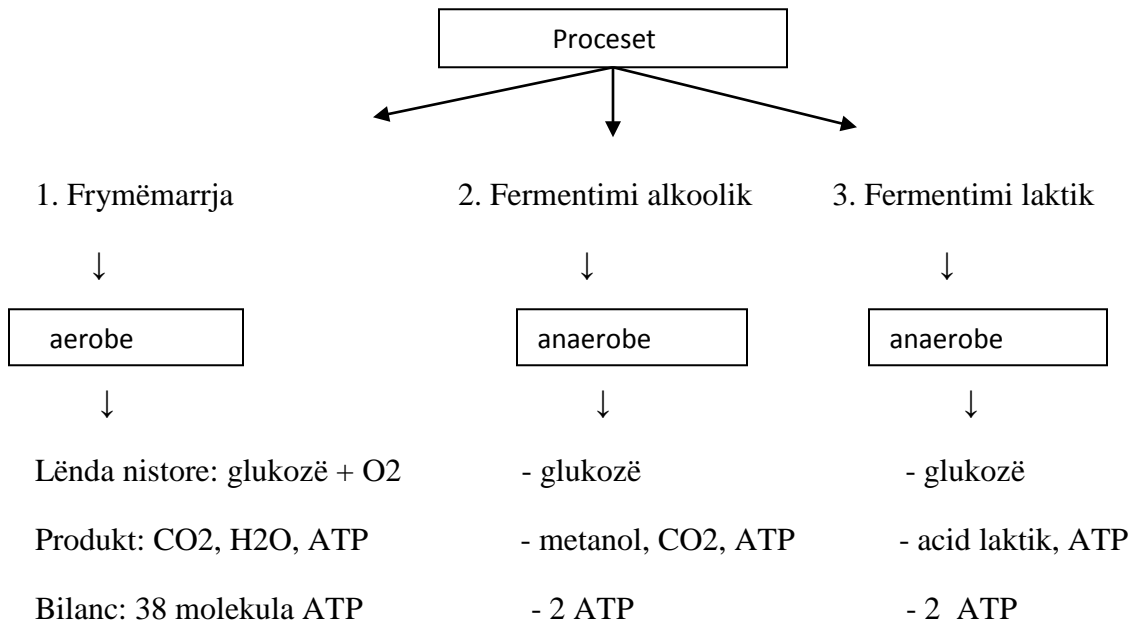 Proceset
1. Frymëmarrja 2. Fermentimi alkoolik 3. Fermentimi laktik
↓ ↓ ↓
aerobe anaerobe anaerobe
↓ ↓ ↓
Lënda nistore: glukozë + O2 - glukozë - glukozë
Produkt: CO2, H2O, ATP - metanol, CO2, ATP - acid laktik, ATP
Bilanc: 38 molekula ATP - 2 ATP - 2 ATP